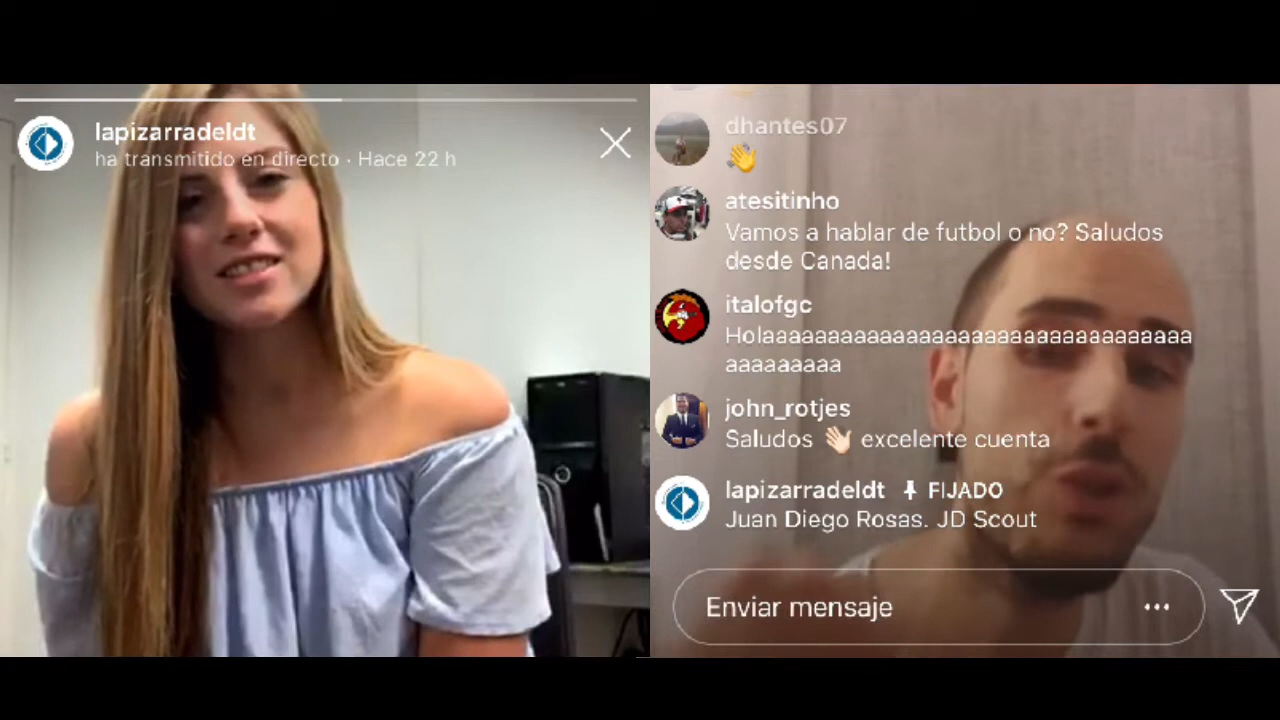 lapizarradeldt
ha transmitido en directo · Hace 22 h
dhantes07
👋
atesitinho
Vamos a hablar de futbol o no? Saludos
desde Canada!
italofgc
Holaaaaaaaaaaaaaaaaaaaaaaaaaaaaaaaaa
aaaaaaaaa
john_rotjes
Saludos 👋🏻 excelente cuenta
lapizarradeldt 📌 FIJADO
Juan Diego Rosas. JD Scout
Enviar mensaje